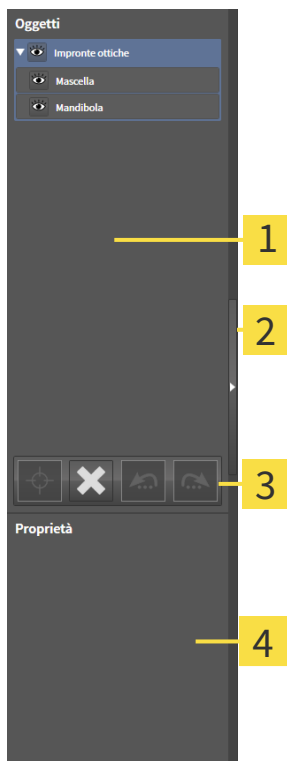 Oggetti
Impronte ottiche
Mascella
Mandibola
1
2
3
Proprietà
4